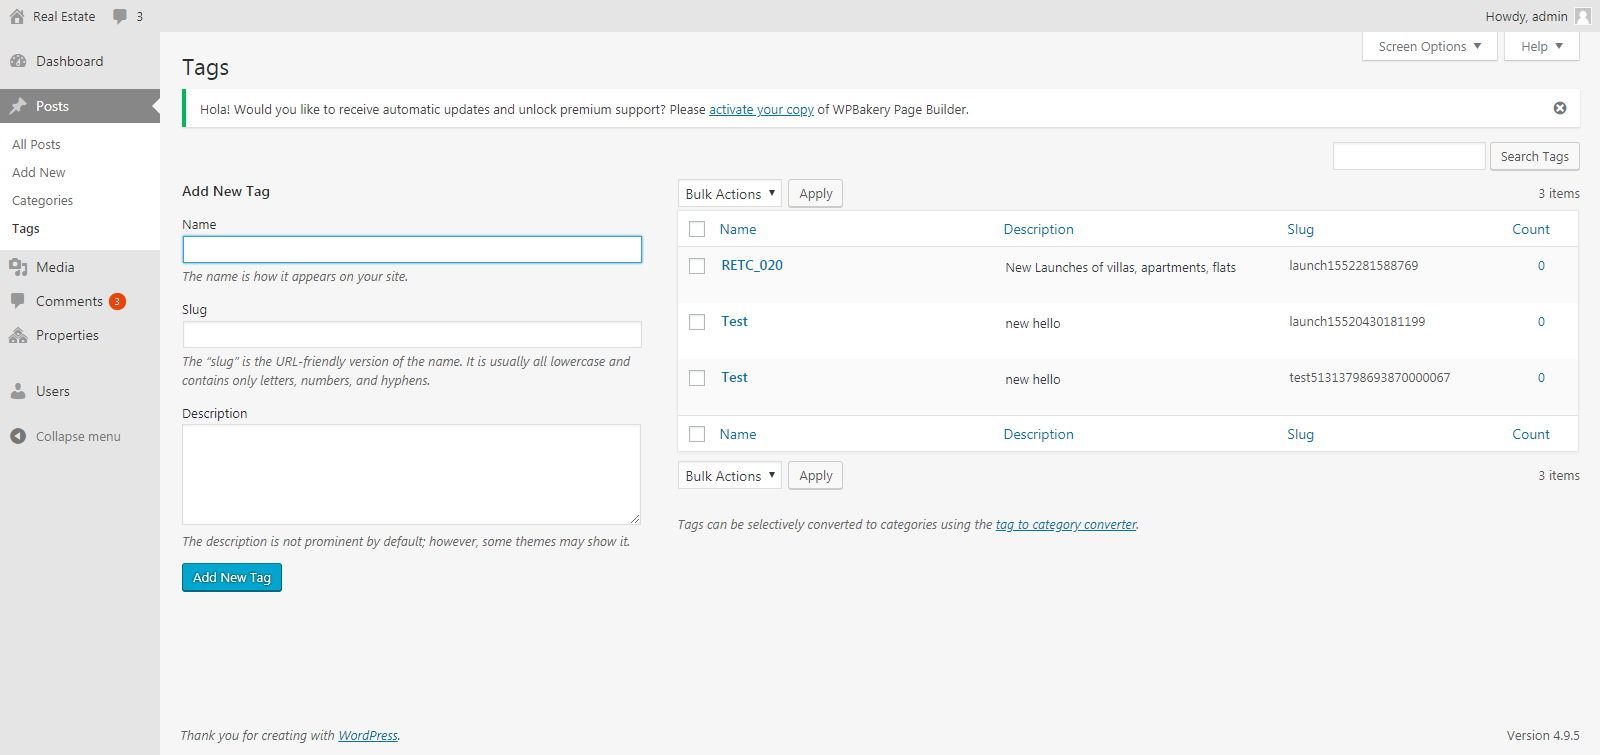 Real Estate 3 Howdy, admin
Screen Options Help
Dashboard
Posts
All Posts
Add New
Categories
Tags
Media
Comments 3
Properties
Users
Collapse menu
Tags
Hola! Would you like to receive automatic updates and unlock premium support? Please activate your copy of WPBakery Page Builder.
Search Tags
Add New Tag
Name
The name is how it appears on your site.
Slug
The “slug” is the URL-friendly version of the name. It is usually all lowercase and
contains only letters, numbers, and hyphens.
Description
The description is not prominent by default; however, some themes may show it.
Add New Tag
Bulk Actions Apply 3 items
Name Description Slug Count
RETC_020 New Launches of villas, apartments, flats launch1552281588769 0
Test new hello launch15520430181199 0
Test new hello test51313798693870000067 0
Name Description Slug Count
Bulk Actions Apply 3 items
Tags can be selectively converted to categories using the tag to category converter.
Thank you for creating with WordPress. Version 4.9.5